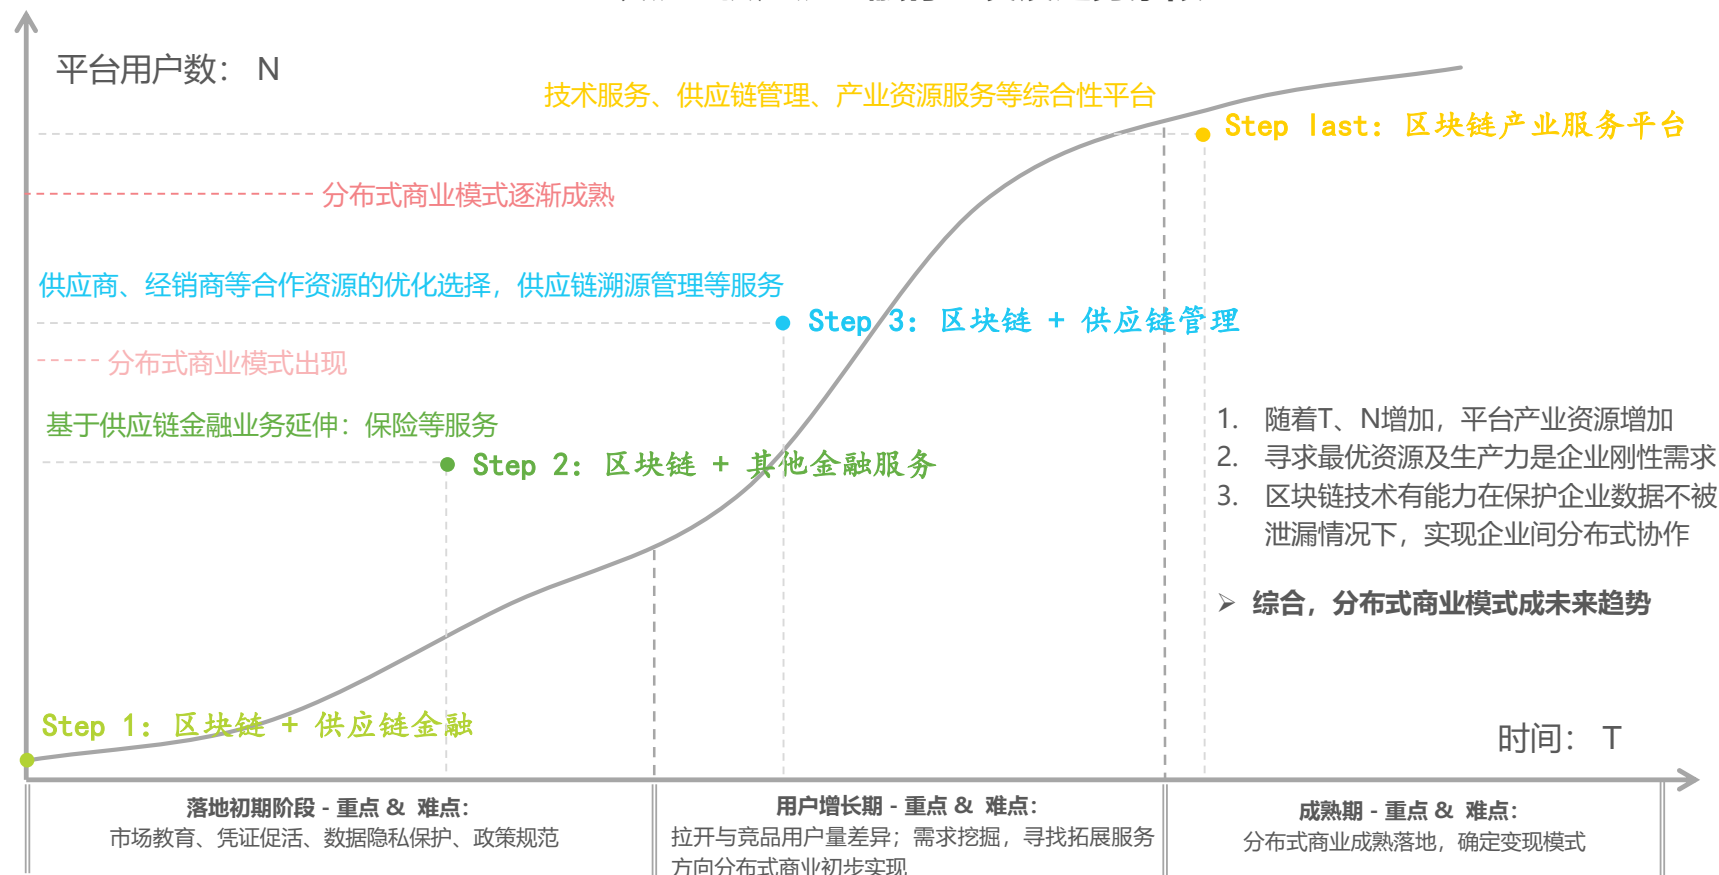 平台用户数： N
技术服务、供应链管理、产业资源服务等综合性平台
Step last：区块链产业服务平台
分布式商业模式逐渐成熟
供应商、经销商等合作资源的优化选择，供应链溯源管理等服务
Step 3：区块链 + 供应链管理
分布式商业模式出现
基于供应链金融业务延伸：保险等服务
Step 2：区块链 + 其他金融服务
1. 随着T、N增加，平台产业资源增加
2. 寻求最优资源及生产力是企业刚性需求
3. 区块链技术有能力在保护企业数据不被
泄漏情况下，实现企业间分布式协作
➢ 综合，分布式商业模式成未来趋势
Step 1：区块链 + 供应链金融
时间： T
落地初期阶段 - 重点 & 难点：
市场教育、凭证促活、数据隐私保护、政策规范
用户增长期 - 重点 & 难点：
拉开与竞品用户量差异；需求挖掘，寻找拓展服务
方向分布式商业初步实现
成熟期 - 重点 & 难点：
分布式商业成熟落地，确定变现模式